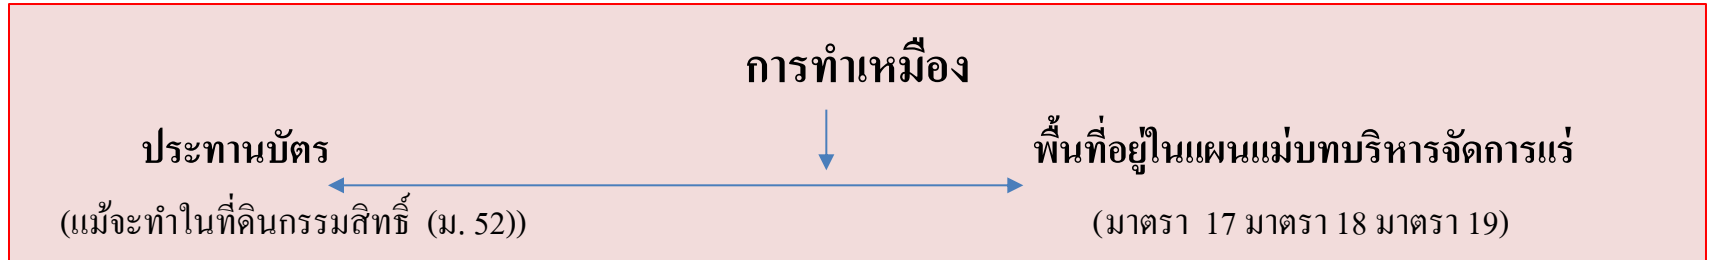 การทำเหมือง
ประทานบัตร
พื้นที่อยู่ในแผนแม่บทบริหารจัดการแร่
(แม้จะทำในที่ดินกรรมสิทธิ์ (ม. 52))
(มาตรา 17 มาตรา 18 มาตรา 19)